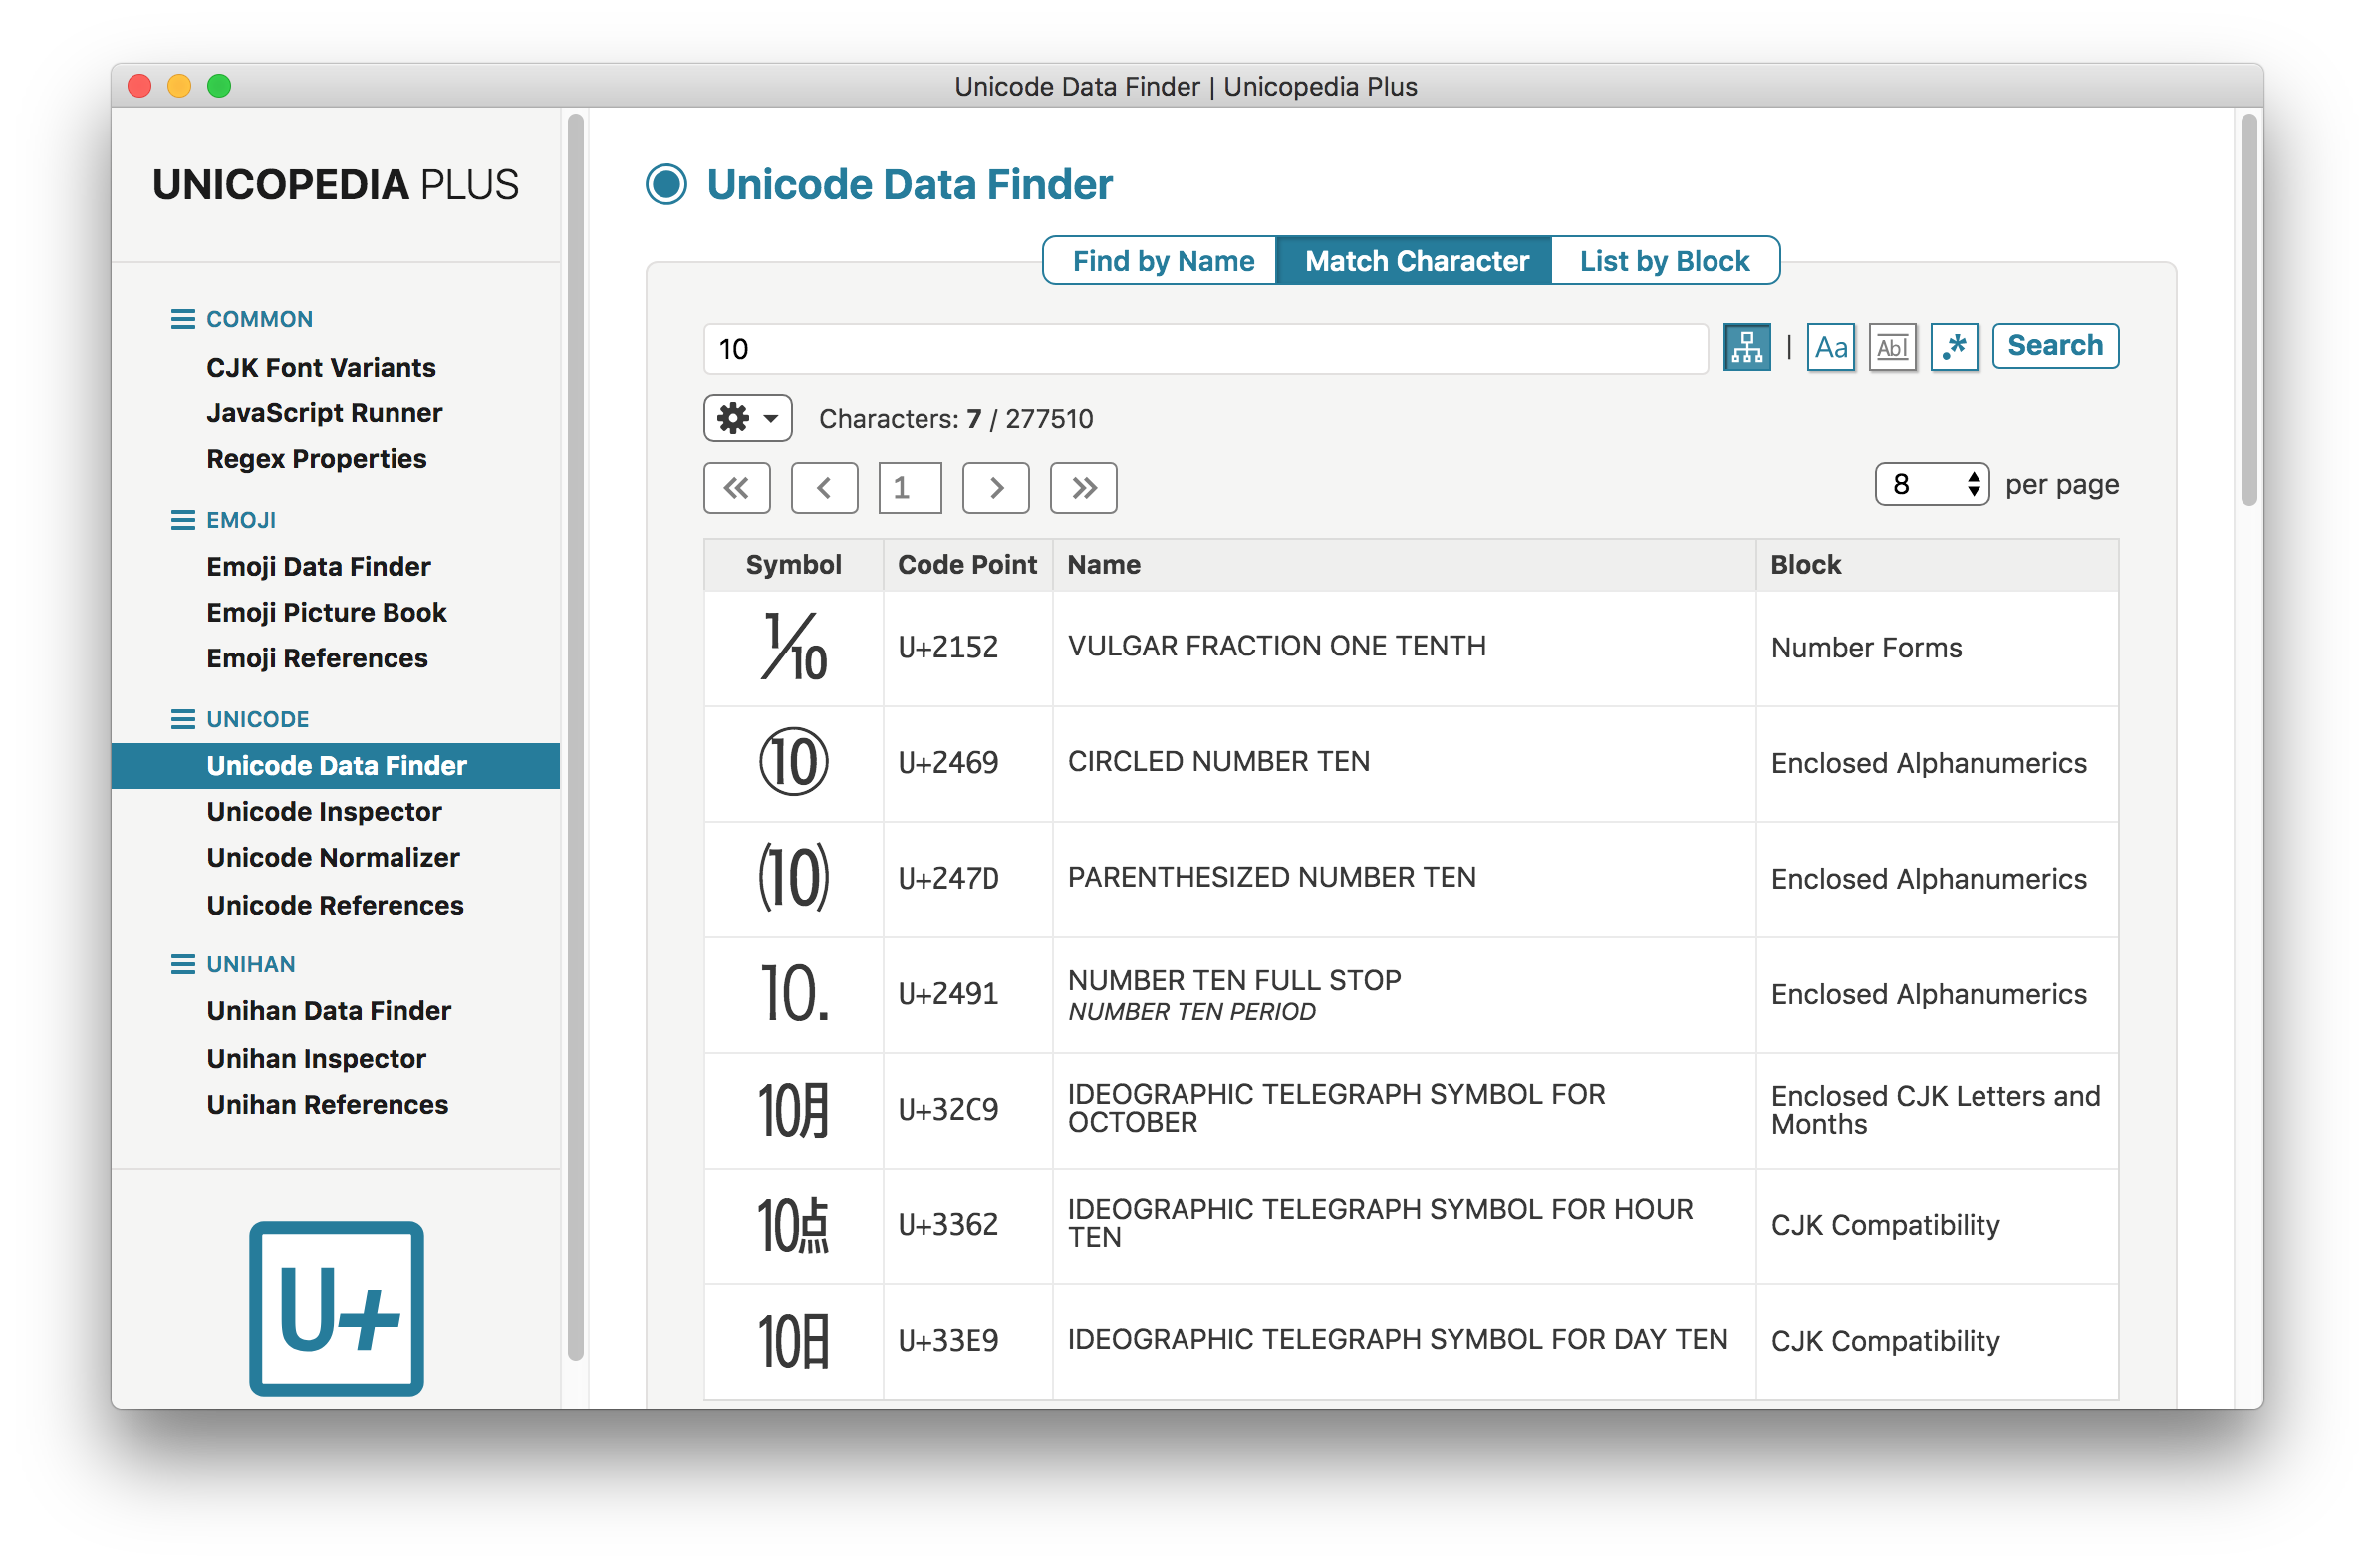 Unicode Data Finder | Unicopedia Plus
UNICOPEDIA PLUS
COMMON
CJK Font Variants
JavaScript Runner
Regex Properties
EMOJI
Emoji Data Finder
Emoji Picture Book
Emoji References
UNICODE
Unicode Data Finder
Unicode Inspector
Unicode Normalizer
Unicode References
UNIHAN
Unihan Data Finder
Unihan Inspector
Unihan References
U+
Unicode Data Finder
Find by Name Match Character List by Block
10 | Aa Abl .* Search
Characters: 7 / 277510
« ‹ 1 › » 8 per page
Symbol Code Point Name Block
⅒ U+2152 VULGAR FRACTION ONE TENTH Number Forms
⑩ U+2469 CIRCLED NUMBER TEN Enclosed Alphanumerics
⑽ U+247D PARENTHESIZED NUMBER TEN Enclosed Alphanumerics
⒑ U+2491 NUMBER TEN FULL STOP Enclosed Alphanumerics
NUMBER TEN PERIOD
㋉ U+32C9 IDEOGRAPHIC TELEGRAPH SYMBOL FOR Enclosed CJK Letters and
OCTOBER Months
㍢ U+3362 IDEOGRAPHIC TELEGRAPH SYMBOL FOR HOUR CJK Compatibility
TEN
㏩ U+33E9 IDEOGRAPHIC TELEGRAPH SYMBOL FOR DAY TEN CJK Compatibility